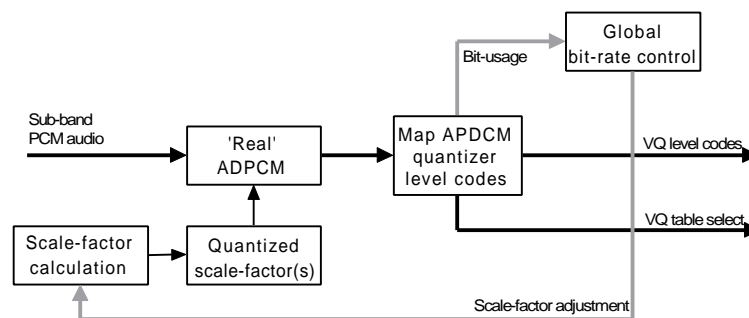 Global
bit-rate control
Bit-usage
Sub-band
PCM audio
'Real'
ADPCM
Map APDCM
quantizer
level codes
VQ level codes
VQ table select
Scale-factor
calculation
Quantized
scale-factor(s)
Scale-factor adjustment